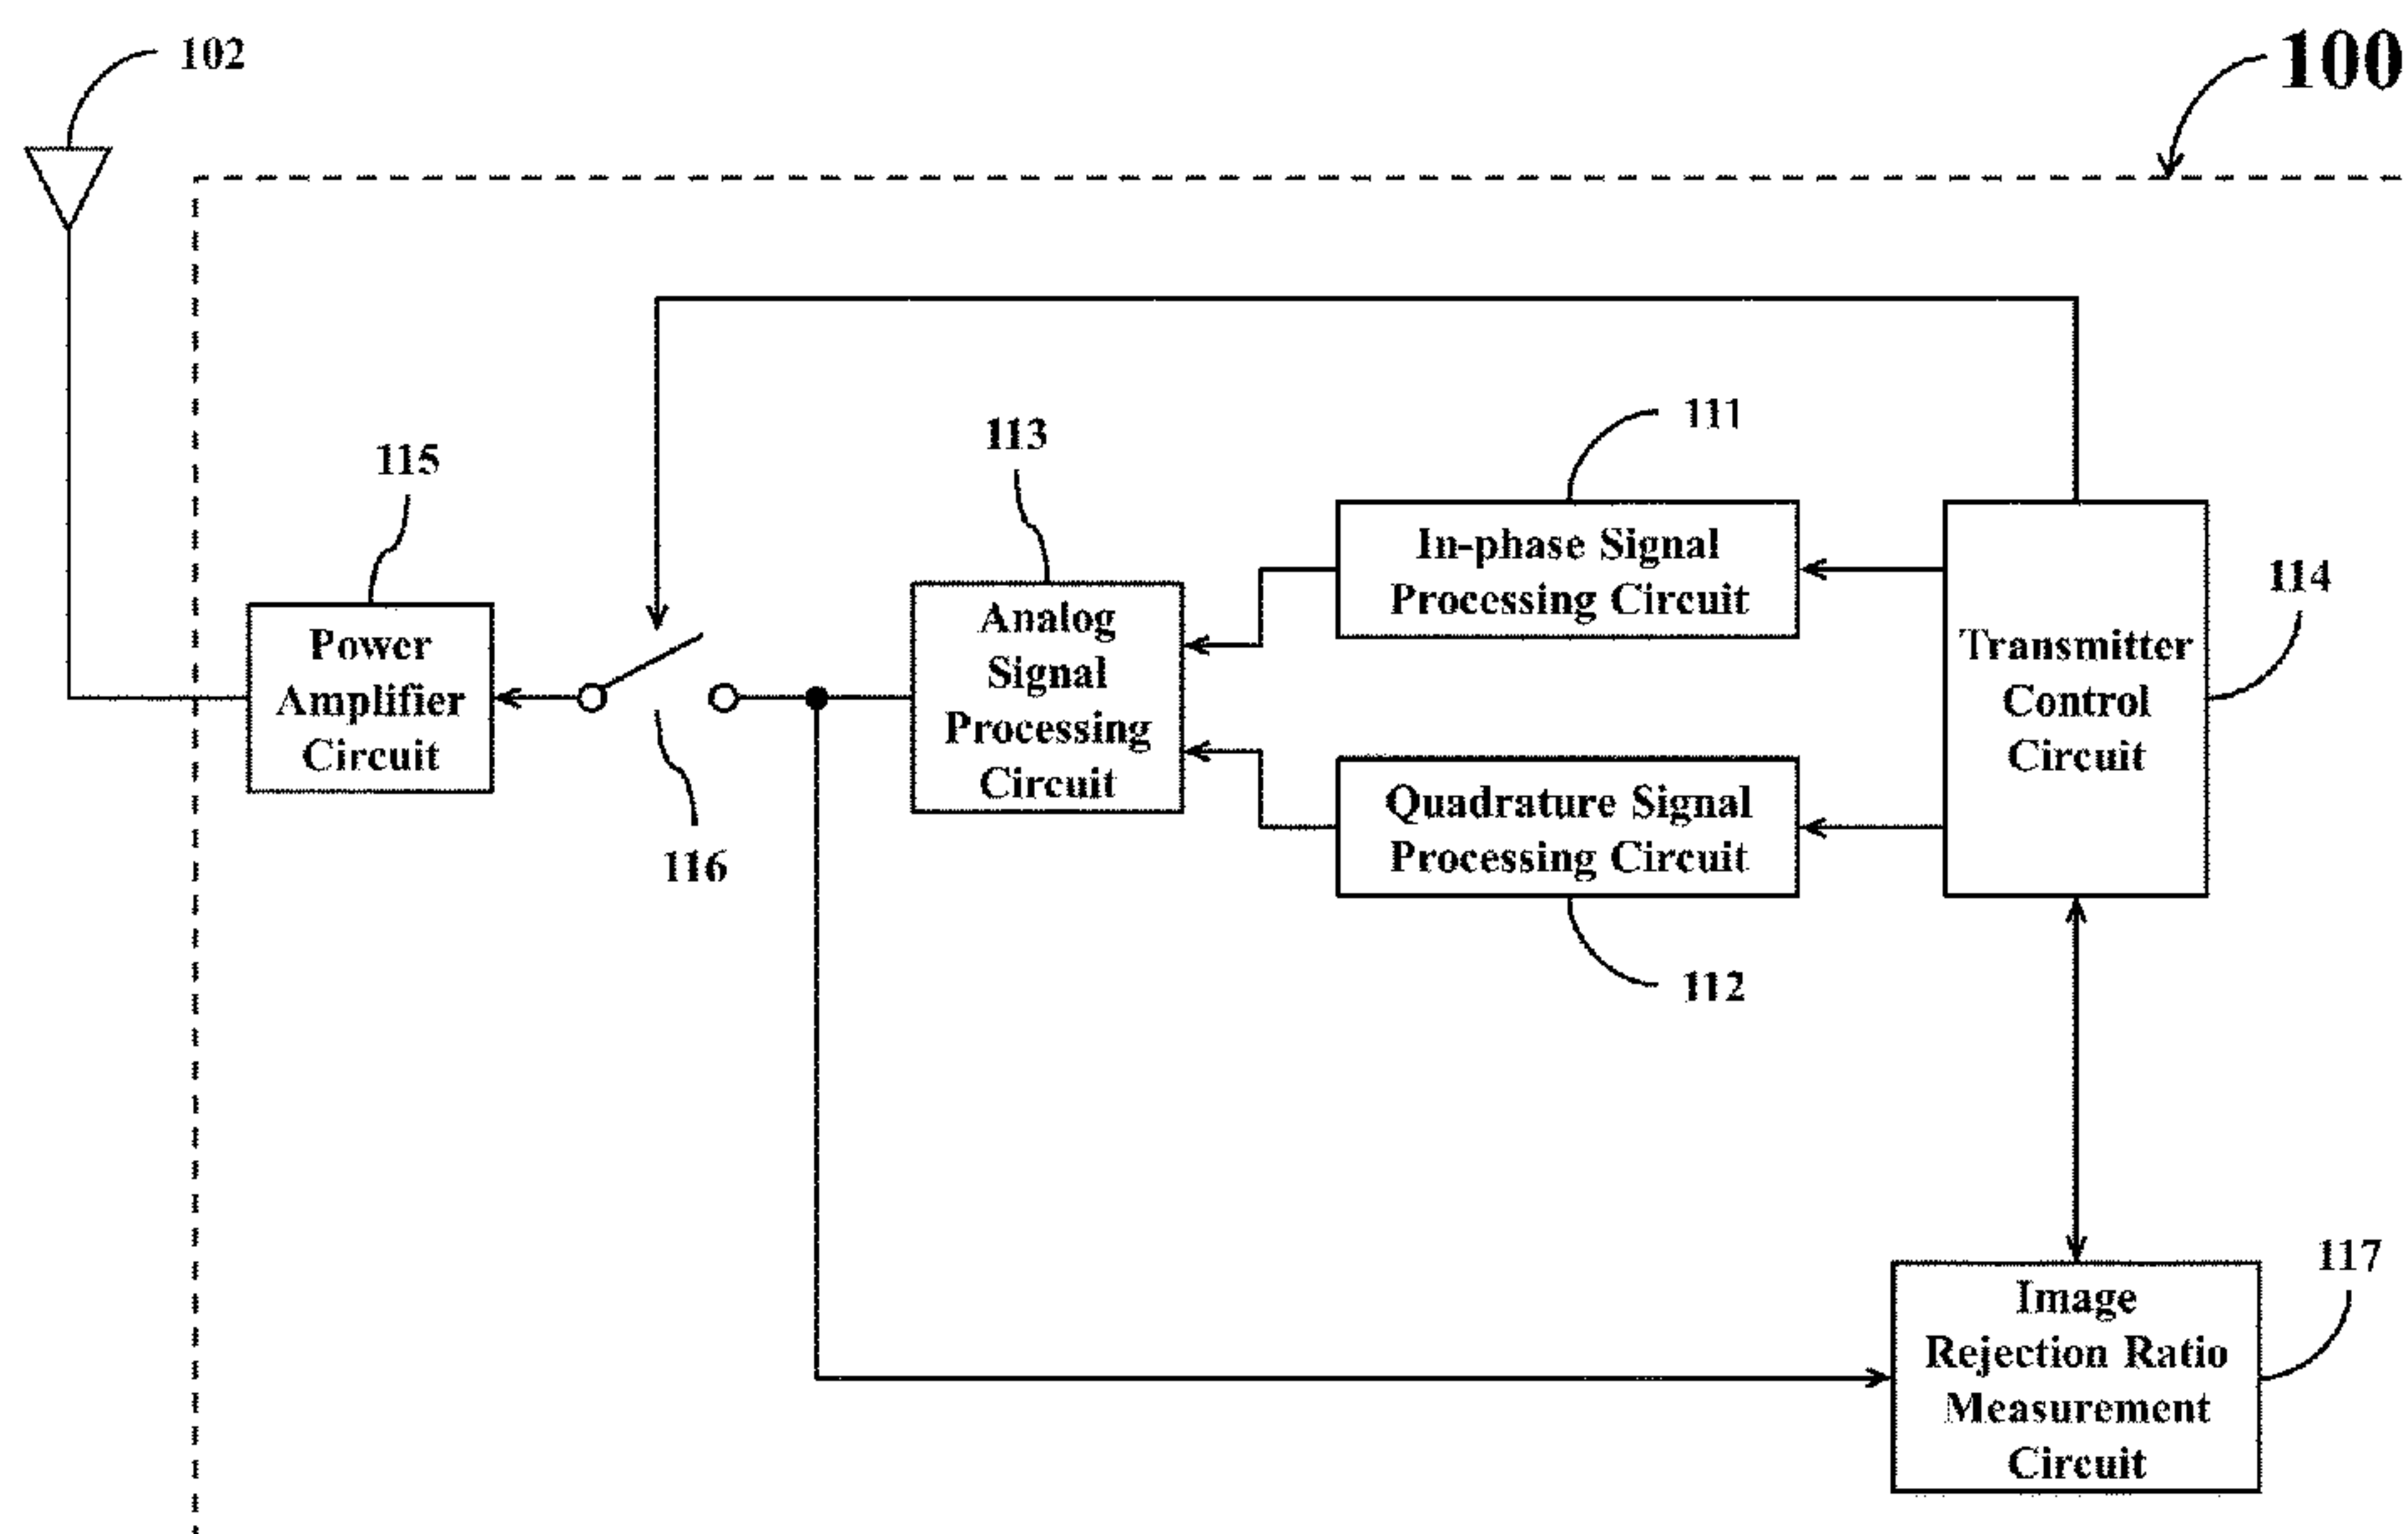 102
100
115
Power
Amplifier
Circuit
116
113
Analog
Signal
Processing
Circuit
111
In-phase Signal
Processing Circuit
Quadrature Signal
Processing Circuit
112
114
Transmitter
Control
Circuit
117
Image
Rejection Ratio
Measurement
Circuit